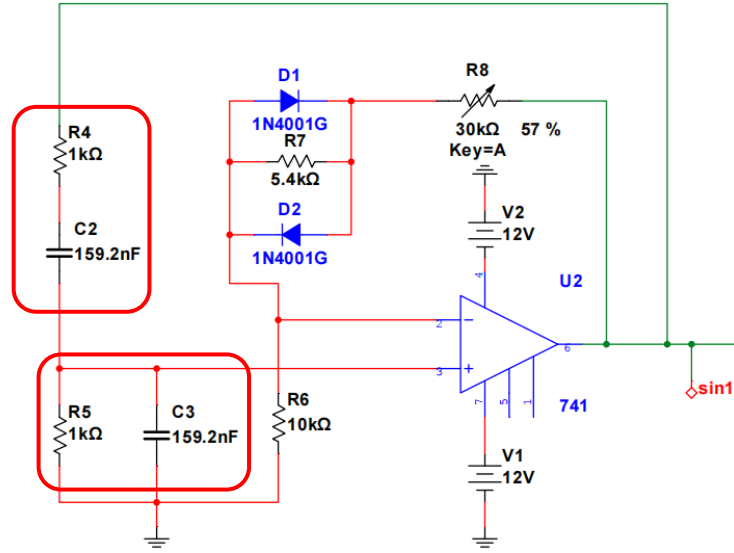 D1
1N4001G
R7
5.4kΩ
D2
1N4001G
R8
30kΩ 57 %
Key=A
R4
1kΩ
C2
159.2nF
V2
12V
4
U2
2
3
6
7
5
1
741
sin1
R5
1kΩ
C3
159.2nF
R6
10kΩ
V1
12V